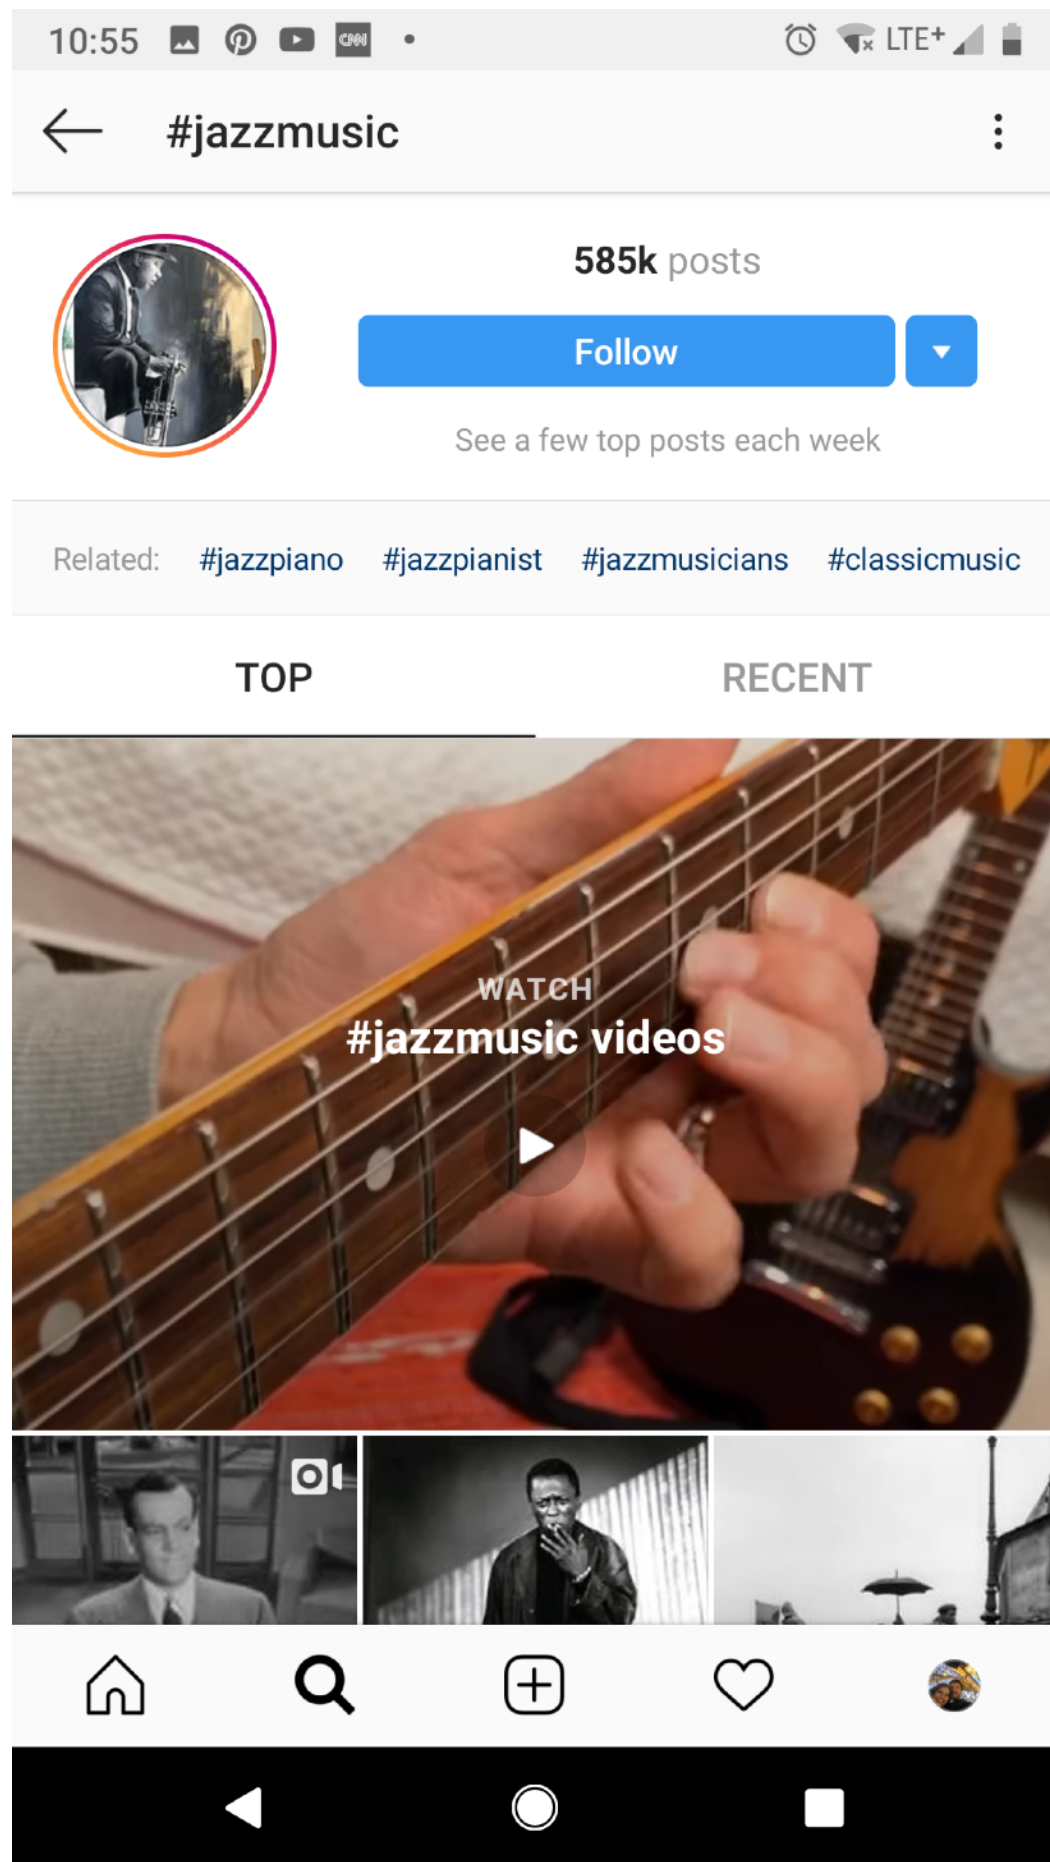 10:55 CNN LTE+
#jazzmusic
585k posts
Follow
See a few top posts each week
Related: #jazzpiano #jazzpianist #jazzmusicians #classicmusic
TOP RECENT
WATCH
#jazzmusic videos